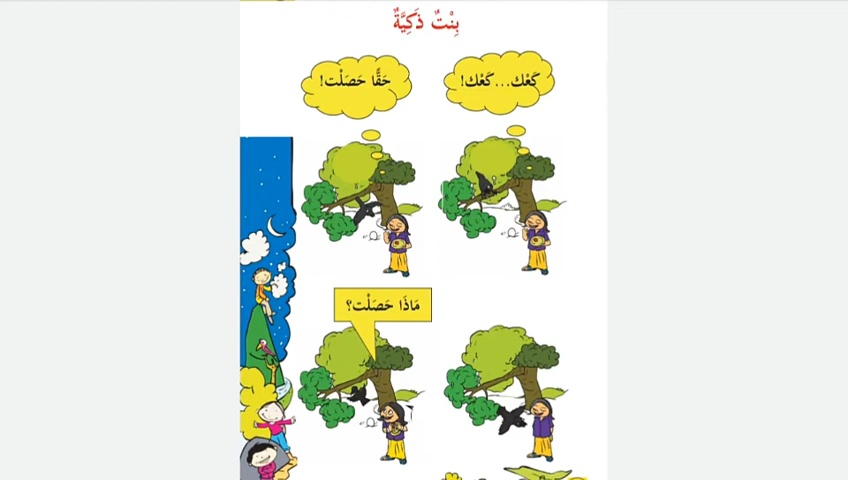 بِنْتٌ ذَكِيَّةٌ
كَعْك...كَعْك!
حَقًّا حَصَلْت!
مَاذَا حَصَلْت؟